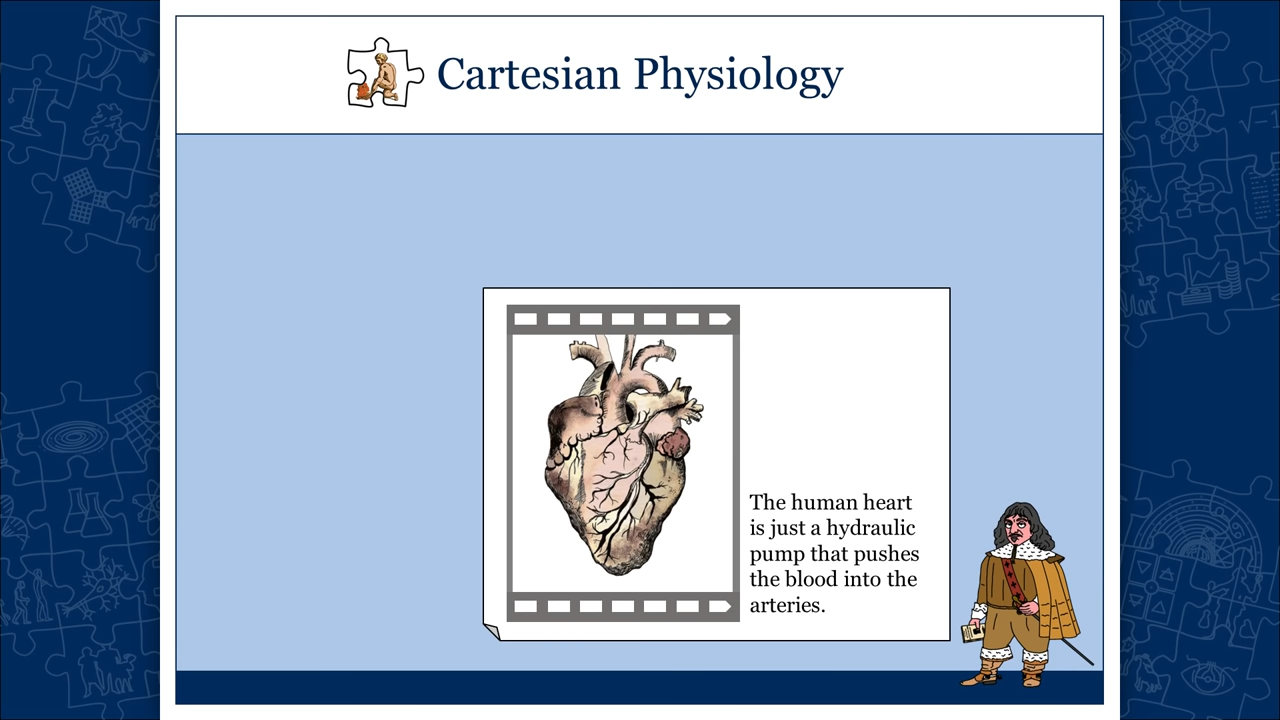 Cartesian Physiology
The human heart
is just a hydraulic
pump that pushes
the blood into the
arteries.